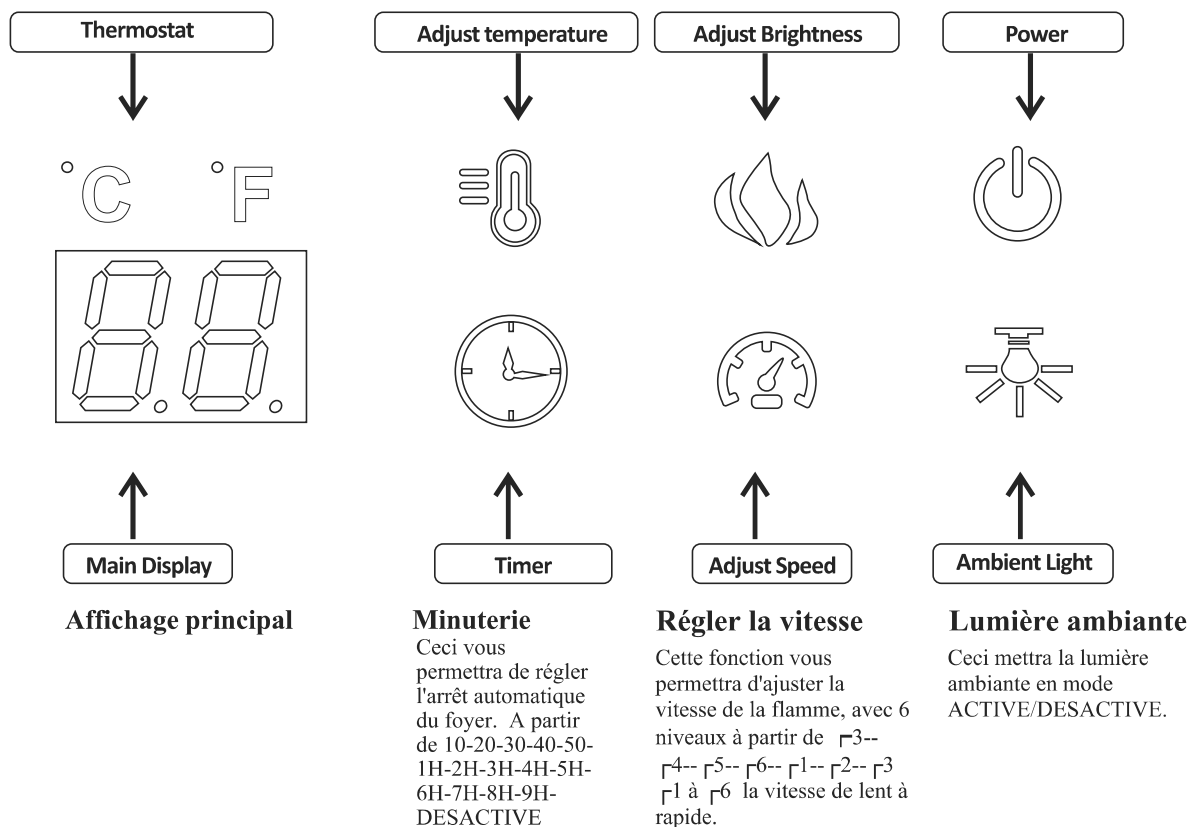 Thermostat
Adjust temperature
Adjust Brightness
Power
°C °F
88
Main Display
Timer
Adjust Speed
Ambient Light
Affichage principal
Minuterie
Ceci vous
permettra de régler
l'arrêt automatique
du foyer. A partir
de 10-20-30-40-50-
1H-2H-3H-4H-5H-
6H-7H-8H-9H-
DESACTIVE
Régler la vitesse
Cette fonction vous
permettra d'ajuster la
vitesse de la flamme, avec 6
niveaux à partir de ┌3--
┌4-- ┌5-- ┌6-- ┌1-- ┌2-- ┌3
┌1 à ┌6 la vitesse de lent à
rapide.
Lumière ambiante
Ceci mettra la lumière
ambiante en mode
ACTIVE/DESACTIVE.